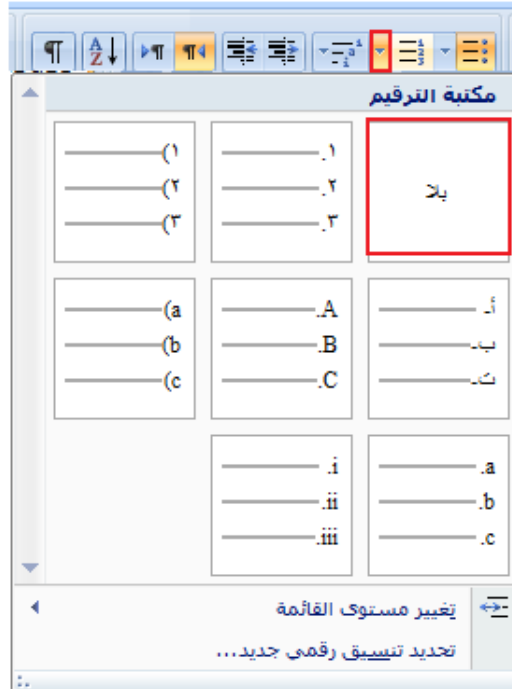 مكتبة الترقيم
بلا
١.
٢.
٣.
١)
٢)
٣)
أ-
ب-
ت-
A.
B.
C.
a)
b)
c)
a.
b.
c.
i.
ii.
iii.
تغيير مستوى القائمة
تحديد تنسيق رقمي جديد...